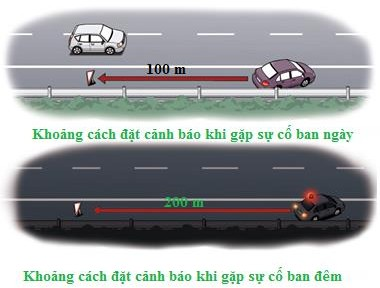 100 m
Khoảng cách đặt cảnh báo khi gặp sự cố ban ngày
200 m
Khoảng cách đặt cảnh báo khi gặp sự cố ban đêm